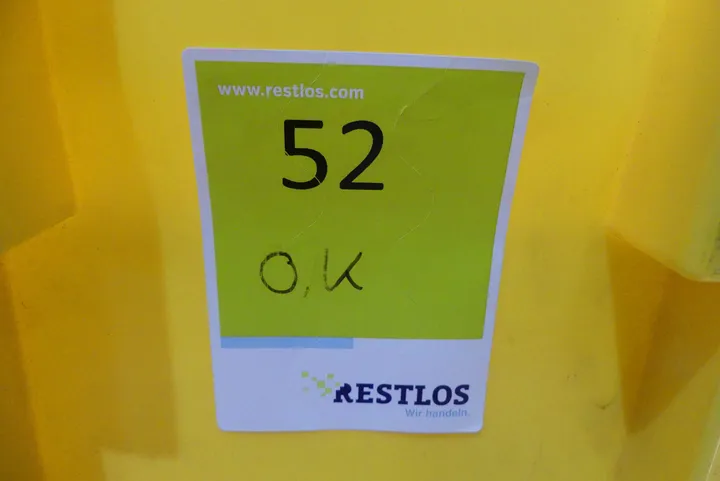 www.restlos.com
52
O.K
RESTLOS
Wir handeln.